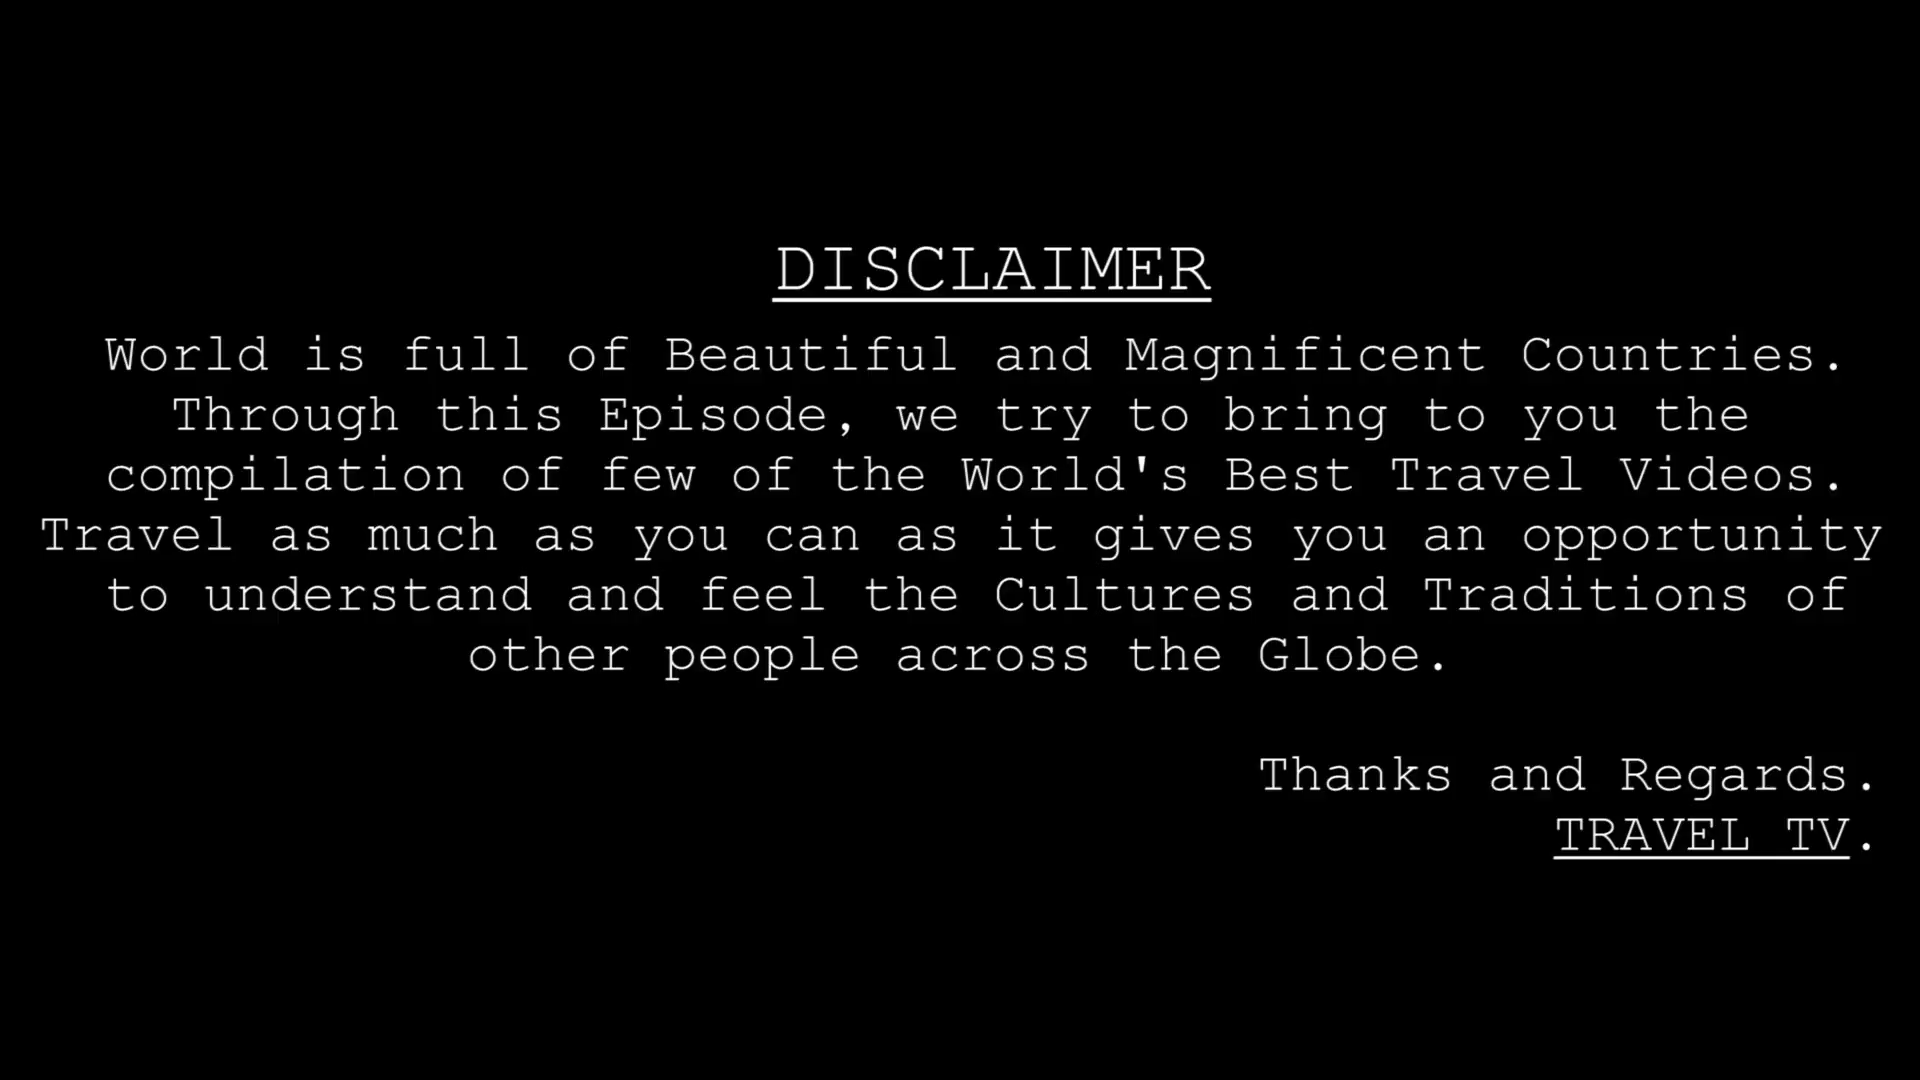 DISCLAIMER
World is full of Beautiful and Magnificent Countries.
Through this Episode, we try to bring to you the
compilation of few of the World's Best Travel Videos.
Travel as much as you can as it gives you an opportunity
to understand and feel the Cultures and Traditions of
other people across the Globe.
Thanks and Regards.
TRAVEL TV.